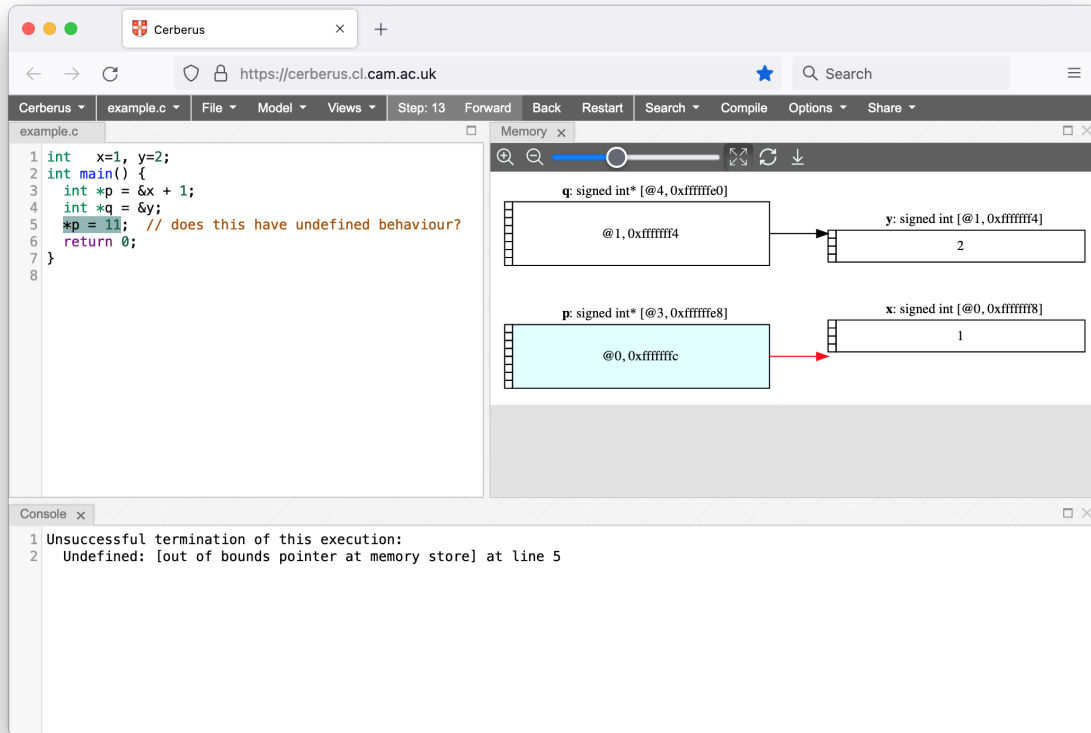 Cerberus
https://cerberus.cl.cam.ac.uk
Search
Cerberus example.c File Model Views Step: 13 Forward Back Restart Search Compile Options Share
example.c
1 int   x=1, y=2;
2 int main() {
3   int *p = &x + 1;
4   int *q = &y;
5   *p = 11;  // does this have undefined behaviour?
6   return 0;
7 }
8
Memory
q: signed int* [@4, 0xffffffe0]
@1, 0xfffffff4
y: signed int [@1, 0xfffffff4]
2
p: signed int* [@3, 0xffffffe8]
@0, 0xfffffffc
x: signed int [@0, 0xfffffff8]
1
Console
1 Unsuccessful termination of this execution:
2   Undefined: [out of bounds pointer at memory store] at line 5